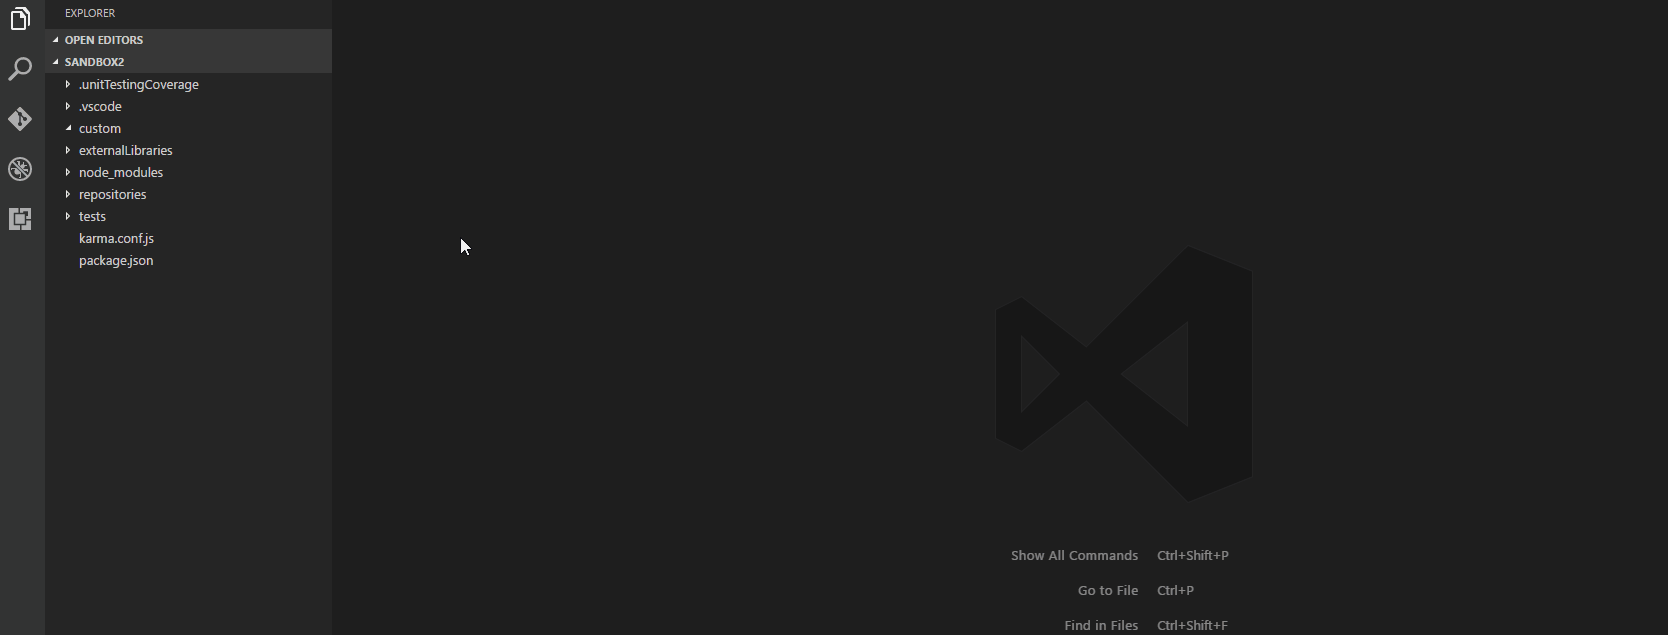 EXPLORER
OPEN EDITORS
SANDBOX2
.unitTestingCoverage
.vscode
custom
externalLibraries
node_modules
repositories
tests
karma.conf.js
package.json
Show All Commands Ctrl+Shift+P
Go to File Ctrl+P
Find in Files Ctrl+Shift+F